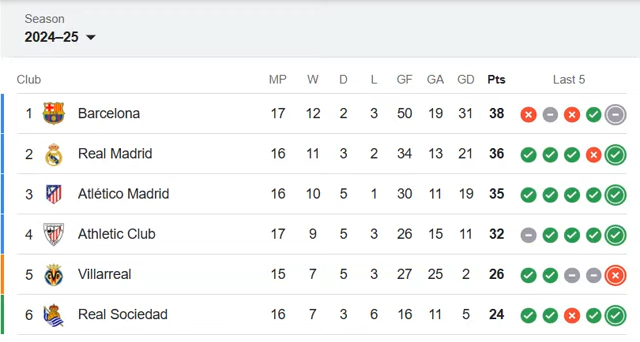 Season
2024–25
Club MP W D L GF GA GD Pts Last 5
1 Barcelona 17 12 2 3 50 19 31 38
2 Real Madrid 16 11 3 2 34 13 21 36
3 Atlético Madrid 16 10 5 1 30 11 19 35
4 Athletic Club 17 9 5 3 26 15 11 32
5 Villarreal 15 7 5 3 27 25 2 26
6 Real Sociedad 16 7 3 6 16 11 5 24